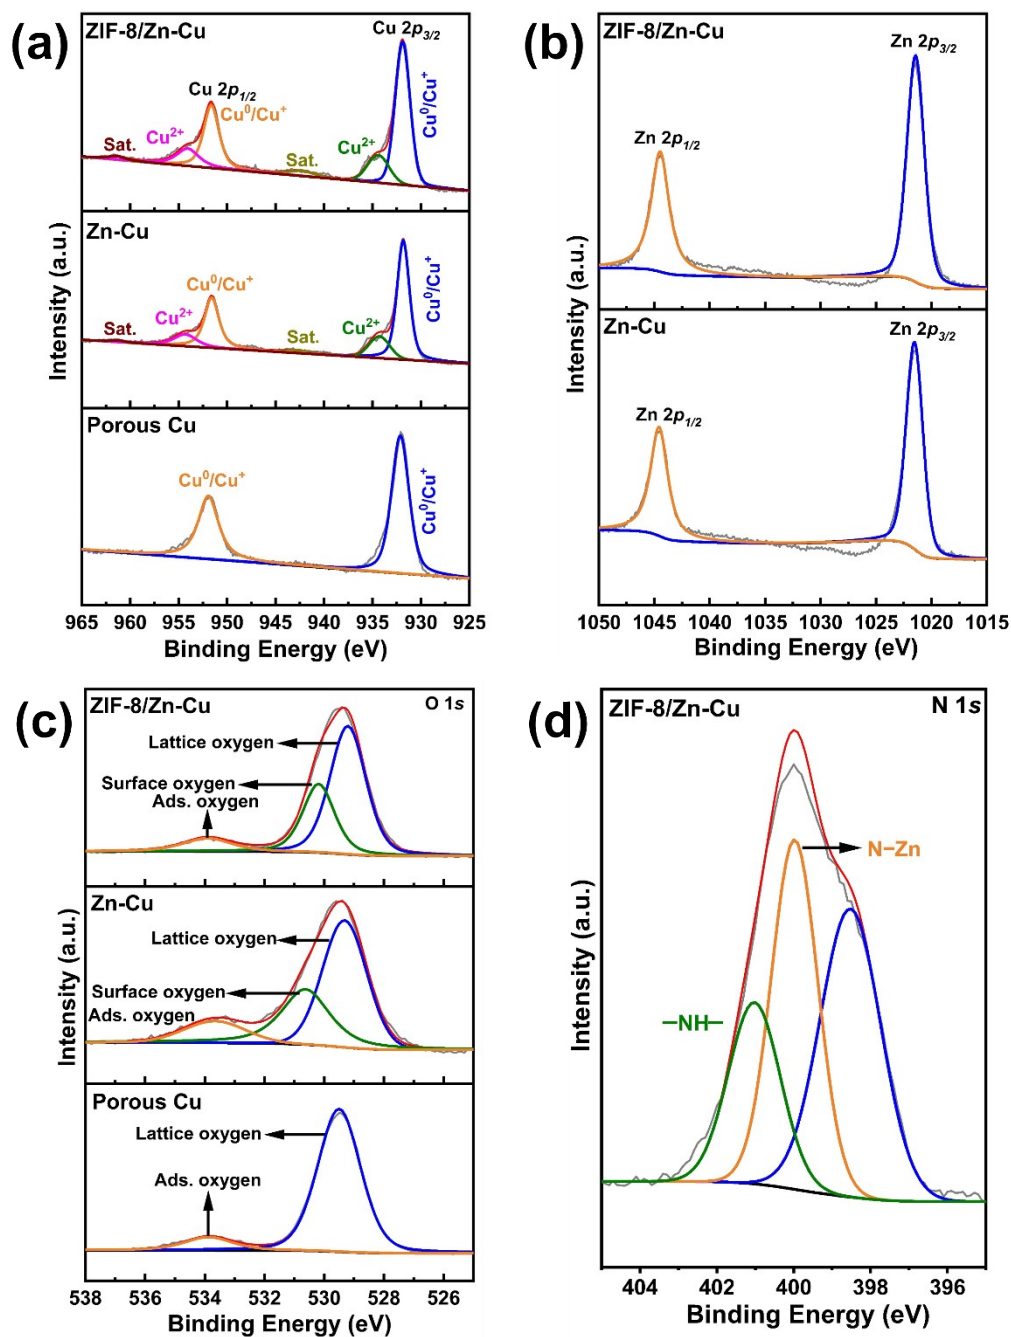 (a)
ZIF-8/Zn-Cu
Cu 2p3/2
Cu 2p1/2
Cu0/Cu+
Cu0/Cu+
Cu2+
Cu2+
Sat.
Sat.
Zn-Cu
Cu0/Cu+
Cu0/Cu+
Cu2+
Cu2+
Sat.
Sat.
Porous Cu
Cu0/Cu+
Cu0/Cu+
Intensity (a.u.)
965 960 955 950 945 940 935 930 925
Binding Energy (eV)
(b)
ZIF-8/Zn-Cu
Zn 2p3/2
Zn 2p1/2
Zn-Cu
Zn 2p3/2
Zn 2p1/2
Intensity (a.u.)
1050 1045 1040 1035 1030 1025 1020 1015
Binding Energy (eV)
(c)
ZIF-8/Zn-Cu
O 1s
Lattice oxygen
Surface oxygen
Ads. oxygen
Zn-Cu
Lattice oxygen
Surface oxygen
Ads. oxygen
Porous Cu
Lattice oxygen
Ads. oxygen
Intensity (a.u.)
538 536 534 532 530 528 526
Binding Energy (eV)
(d)
ZIF-8/Zn-Cu
N 1s
N−Zn
−NH−
Intensity (a.u.)
404 402 400 398 396
Binding Energy (eV)